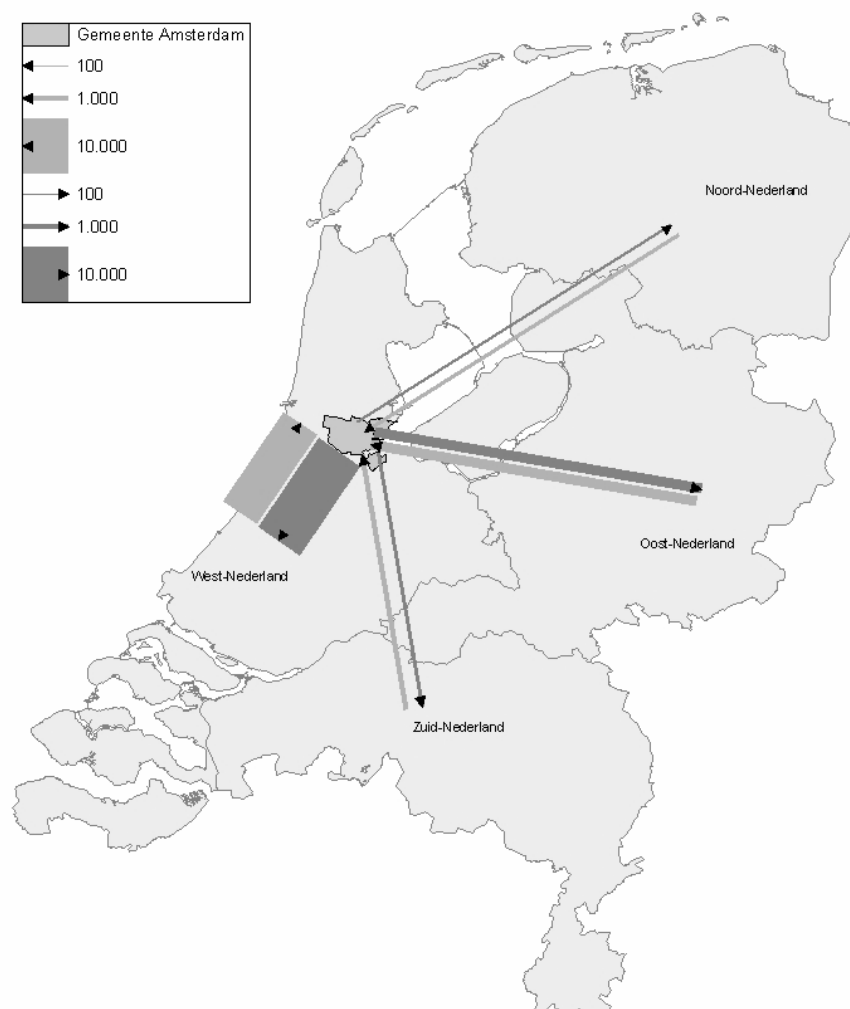 Gemeente Amsterdam
100
1.000
10.000
100
1.000
10.000
Noord-Nederland
Oost-Nederland
West-Nederland
Zuid-Nederland